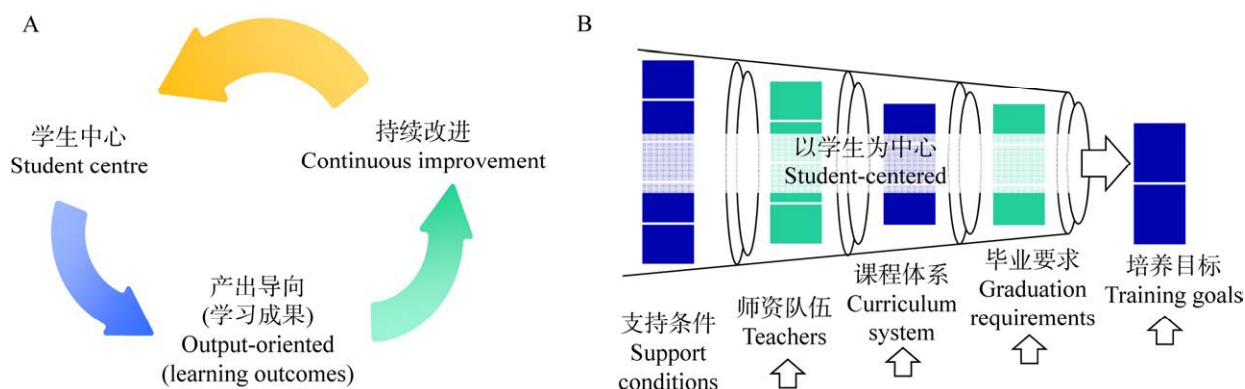 A
学生中心
Student centre
持续改进
Continuous improvement
产出导向
(学习成果)
Output-oriented
(learning outcomes)
B
以学生为中心
Student-centered
支持条件
Support
conditions
师资队伍
Teachers
课程体系
Curriculum
system
毕业要求
Graduation
requirements
培养目标
Training goals